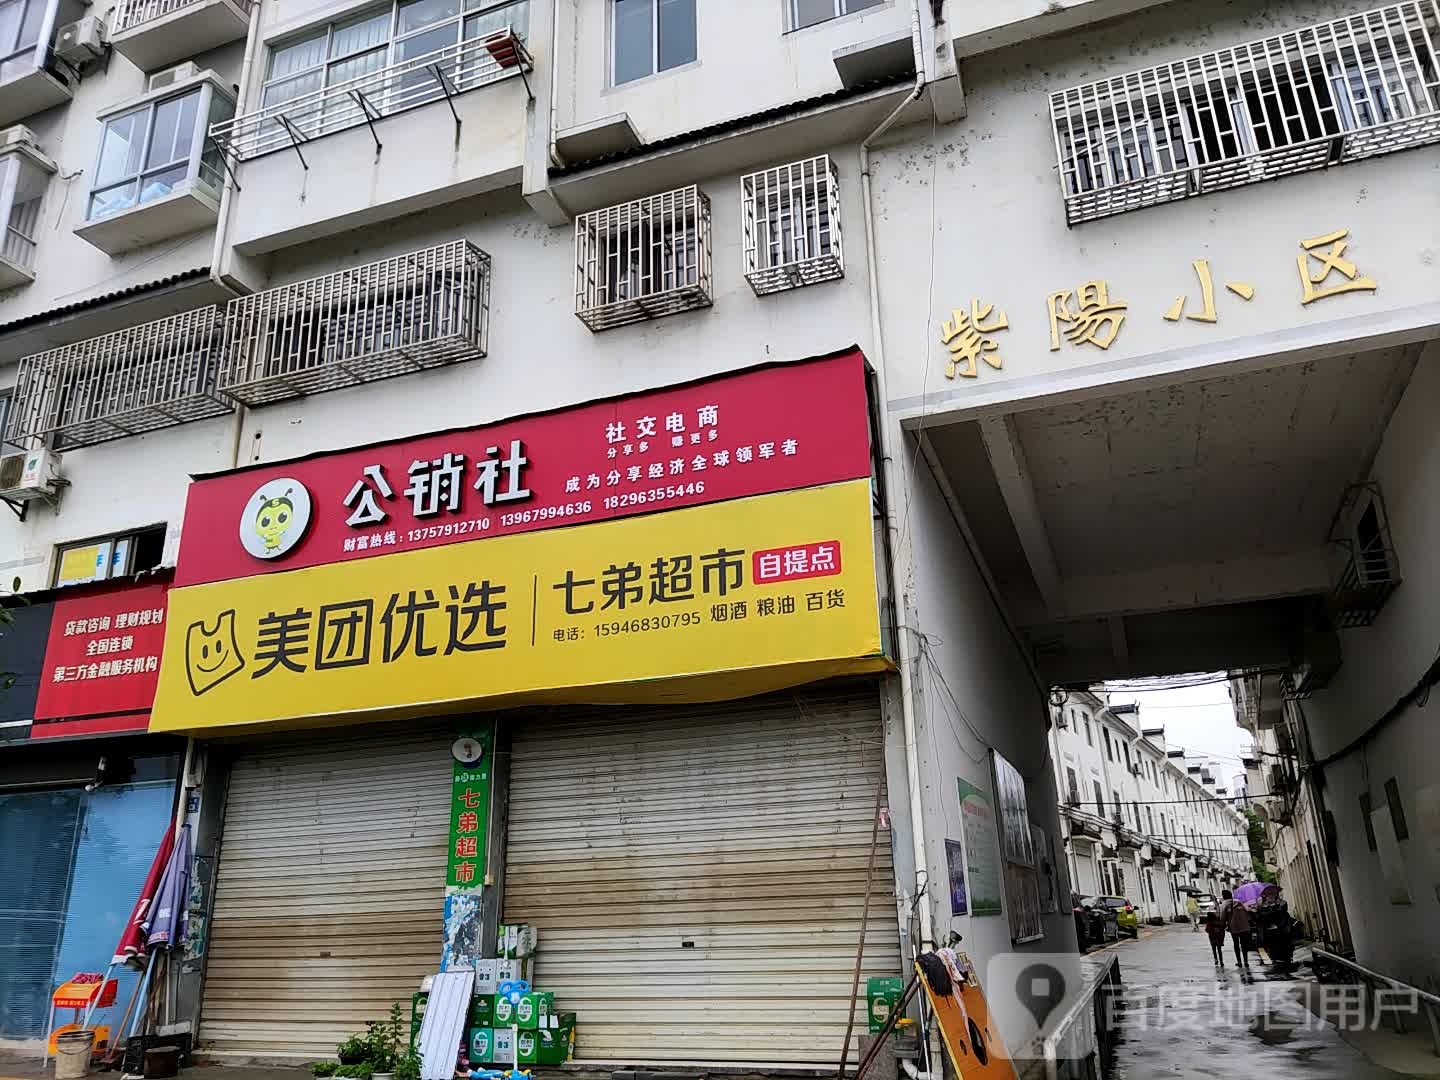 紫陽小区
公销社
社交电商
分享多 赚更多
成为分享经济全球领军者
财富热线:13757912710 13967994636 18296355446
美团优选
七弟超市 自提点
电话：15946830795 烟酒 粮油 百货
贷款咨询 理财规划
全国连锁
第三方金融服务机构
七弟超市
百度地图用户